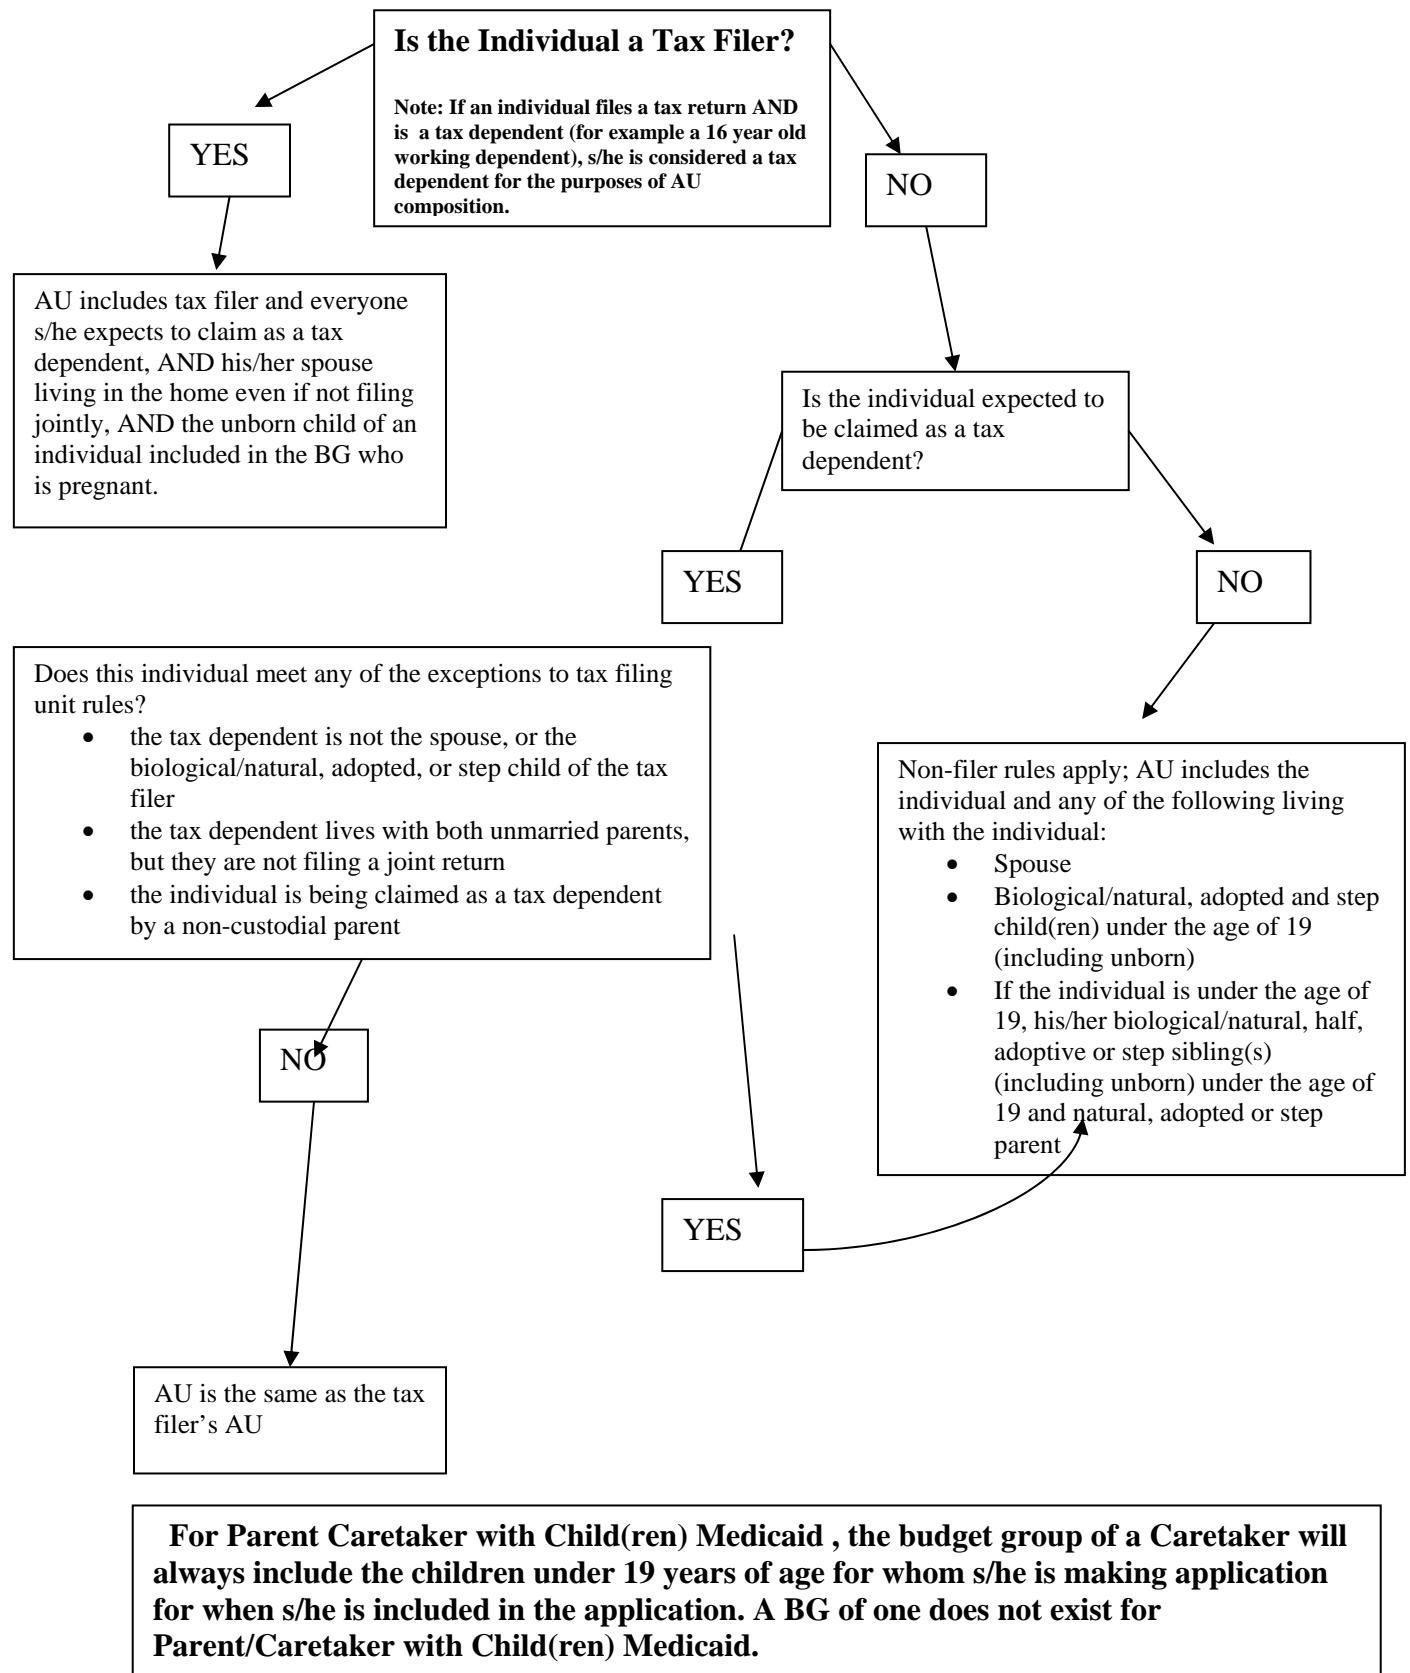 Is the Individual a Tax Filer?
Note: If an individual files a tax return AND
is a tax dependent (for example a 16 year old
working dependent), s/he is considered a tax
dependent for the purposes of AU
composition.
YES
NO
AU includes tax filer and everyone
s/he expects to claim as a tax
dependent, AND his/her spouse
living in the home even if not filing
jointly, AND the unborn child of an
individual included in the BG who
is pregnant.
Is the individual expected to
be claimed as a tax
dependent?
YES
NO
Does this individual meet any of the exceptions to tax filing
unit rules?
• the tax dependent is not the spouse, or the
biological/natural, adopted, or step child of the tax
filer
• the tax dependent lives with both unmarried parents,
but they are not filing a joint return
• the individual is being claimed as a tax dependent
by a non-custodial parent
Non-filer rules apply; AU includes the
individual and any of the following living
with the individual:
• Spouse
• Biological/natural, adopted and step
child(ren) under the age of 19
(including unborn)
• If the individual is under the age of
19, his/her biological/natural, half,
adoptive or step sibling(s)
(including unborn) under the age of
19 and natural, adopted or step
parent
NO
YES
AU is the same as the tax
filer’s AU
For Parent Caretaker with Child(ren) Medicaid , the budget group of a Caretaker will
always include the children under 19 years of age for whom s/he is making application
for when s/he is included in the application. A BG of one does not exist for
Parent/Caretaker with Child(ren) Medicaid.